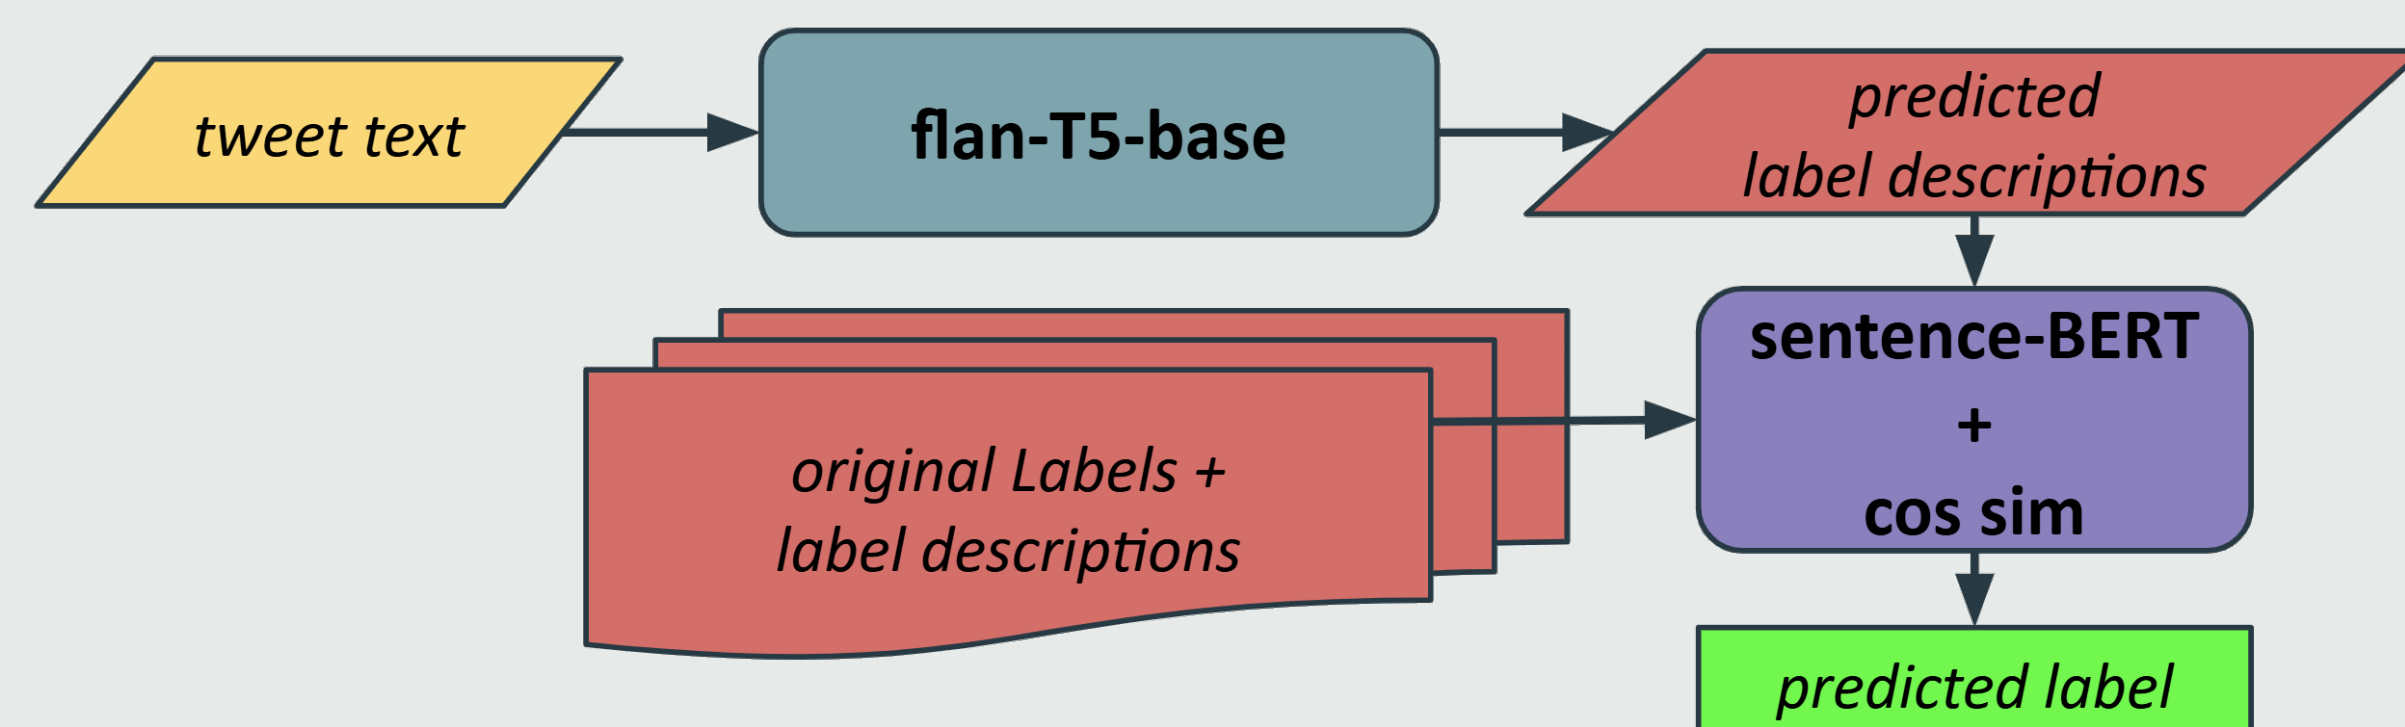 tweet text
flan-T5-base
predicted
label descriptions
original Labels +
label descriptions
sentence-BERT
+
cos sim
predicted label